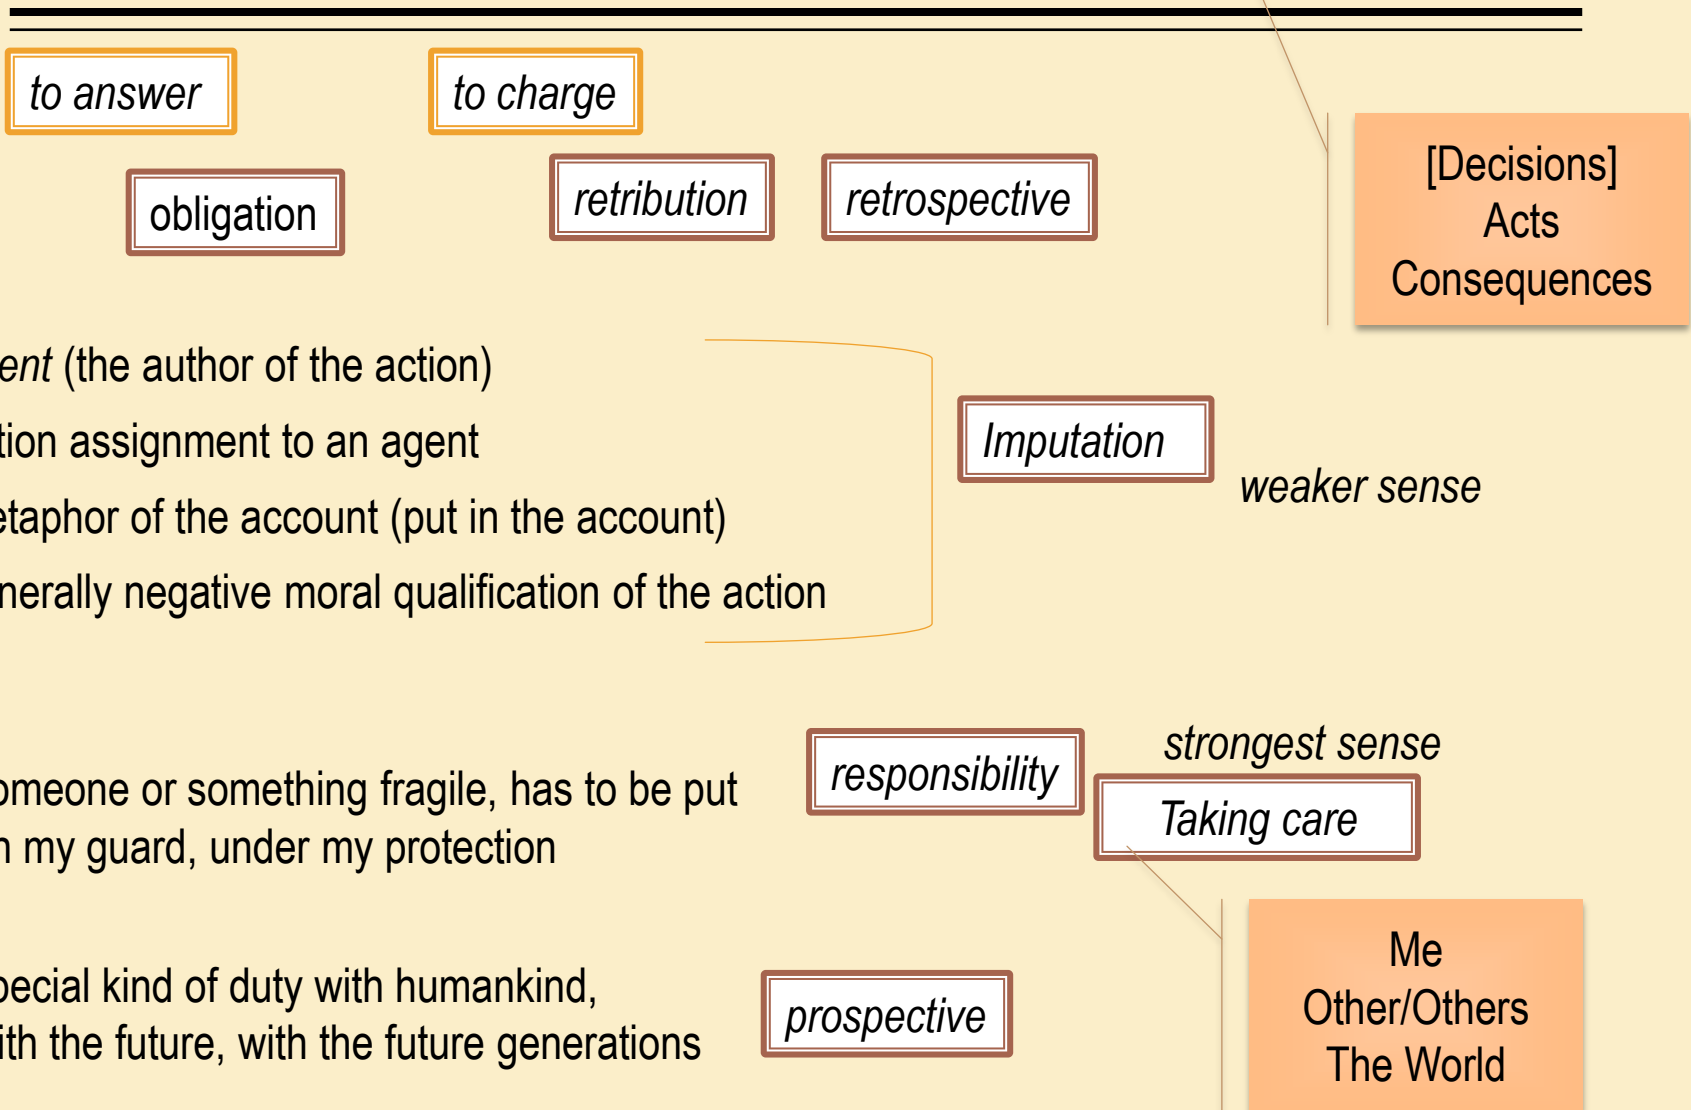 to answer
to charge
obligation
retribution
retrospective
[Decisions]
Acts
Consequences
ent (the author of the action)
tion assignment to an agent
etaphor of the account (put in the account)
nerally negative moral qualification of the action
Imputation
weaker sense
omeone or something fragile, has to be put
n my guard, under my protection
responsibility
strongest sense
Taking care
pecial kind of duty with humankind,
ith the future, with the future generations
prospective
Me
Other/Others
The World